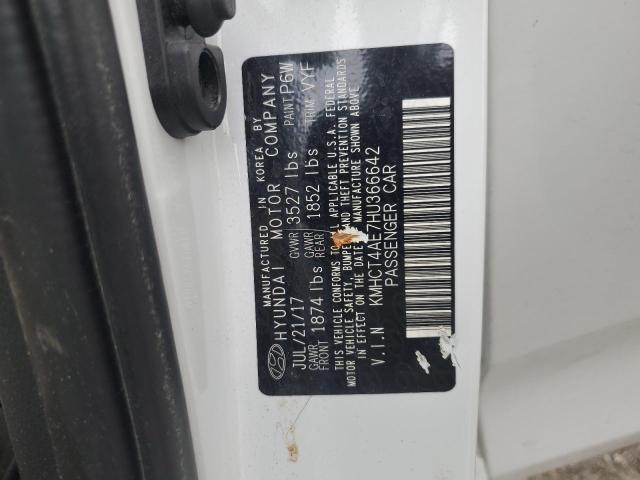 MANUFACTURED IN KOREA BY
HYUNDAI MOTOR COMPANY
JUL/21/17 GVWR 3527 lbs PAINT P6W
GAWR FRONT 1874 lbs GAWR REAR 1852 lbs TRIM VYF
THIS VEHICLE CONFORMS TO ALL APPLICABLE U.S.A. FEDERAL
MOTOR VEHICLE SAFETY, BUMPER AND THEFT PREVENTION STANDARDS
IN EFFECT ON THE DATE OF MANUFACTURE SHOWN ABOVE
V.I.N KMHCT4AE7HU366642
PASSENGER CAR